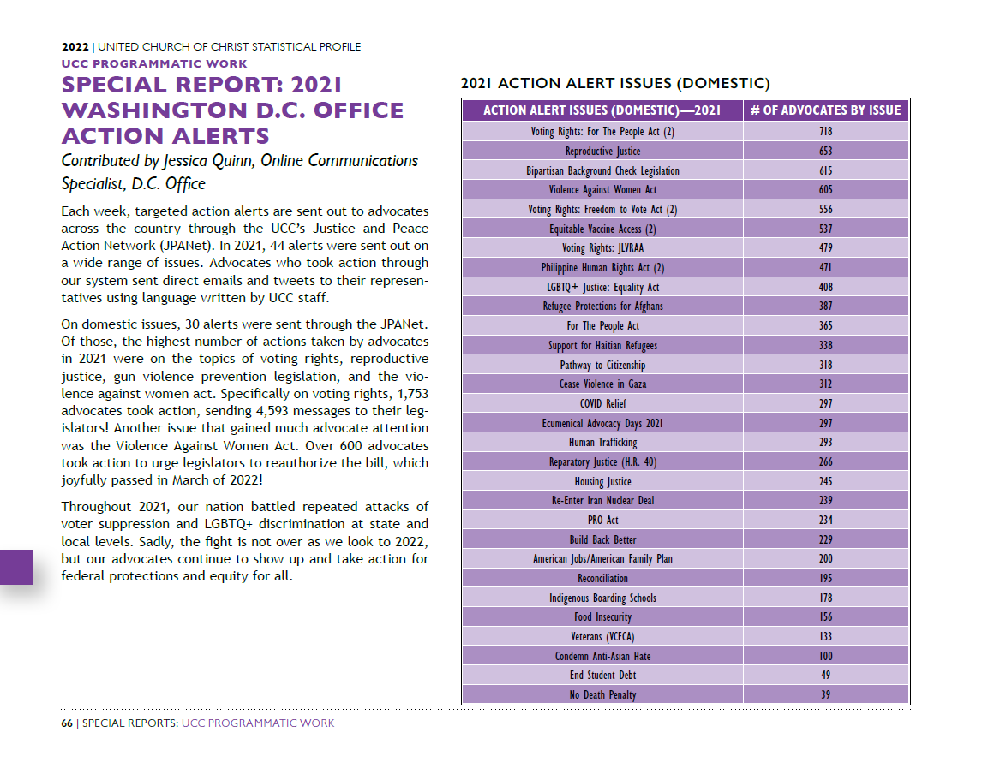 2022 | UNITED CHURCH OF CHRIST STATISTICAL PROFILE
UCC PROGRAMMATIC WORK
SPECIAL REPORT: 2021
WASHINGTON D.C. OFFICE
ACTION ALERTS
Contributed by Jessica Quinn, Online Communications
Specialist, D.C. Office
Each week, targeted action alerts are sent out to advocates
across the country through the UCC's Justice and Peace
Action Network (JPANet). In 2021, 44 alerts were sent out on
a wide range of issues. Advocates who took action through
our system sent direct emails and tweets to their represen-
tatives using language written by UCC staff.
On domestic issues, 30 alerts were sent through the JPANet.
Of those, the highest number of actions taken by advocates
in 2021 were on the topics of voting rights, reproductive
justice, gun violence prevention legislation, and the vio-
lence against women act. Specifically on voting rights, 1,753
advocates took action, sending 4,593 messages to their leg-
islators! Another issue that gained much advocate attention
was the Violence Against Women Act. Over 600 advocates
took action to urge legislators to reauthorize the bill, which
joyfully passed in March of 2022!
Throughout 2021, our nation battled repeated attacks of
voter suppression and LGBTQ+ discrimination at state and
local levels. Sadly, the fight is not over as we look to 2022,
but our advocates continue to show up and take action for
federal protections and equity for all.
2021 ACTION ALERT ISSUES (DOMESTIC)
ACTION ALERT ISSUES (DOMESTIC)—2021 # OF ADVOCATES BY ISSUE
Voting Rights: For The People Act (2) 718
Reproductive Justice 653
Bipartisan Background Check Legislation 615
Violence Against Women Act 605
Voting Rights: Freedom to Vote Act (2) 556
Equitable Vaccine Access (2) 537
Voting Rights: JLVRAA 479
Philippine Human Rights Act (2) 471
LGBTQ+ Justice: Equality Act 408
Refugee Protections for Afghans 387
For The People Act 365
Support for Haitian Refugees 338
Pathway to Citizenship 318
Cease Violence in Gaza 312
COVID Relief 297
Ecumenical Advocacy Days 2021 297
Human Trafficking 293
Reparatory Justice (H.R. 40) 266
Housing Justice 245
Re-Enter Iran Nuclear Deal 239
PRO Act 234
Build Back Better 229
American Jobs/American Family Plan 200
Reconciliation 195
Indigenous Boarding Schools 178
Food Insecurity 156
Veterans (VCFCA) 133
Condemn Anti-Asian Hate 100
End Student Debt 49
No Death Penalty 39
66 | SPECIAL REPORTS: UCC PROGRAMMATIC WORK